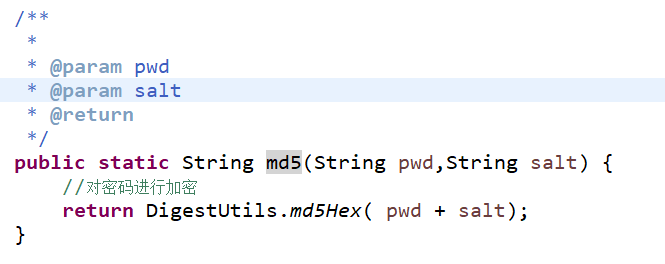 /**
 *
 * @param pwd
 * @param salt
 * @return
 */
public static String md5(String pwd,String salt) {
    //对密码进行加密
    return DigestUtils.md5Hex( pwd + salt);
}